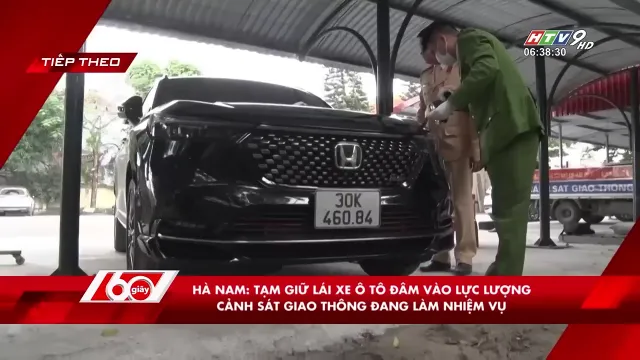 TIẾP THEO
HTV9 HD
06:38:30
30K
460.84
CẢNH SÁT GIAO THÔNG
60 giây
HÀ NAM: TẠM GIỮ LÁI XE Ô TÔ ĐÂM VÀO LỰC LƯỢNG
CẢNH SÁT GIAO THÔNG ĐANG LÀM NHIỆM VỤ